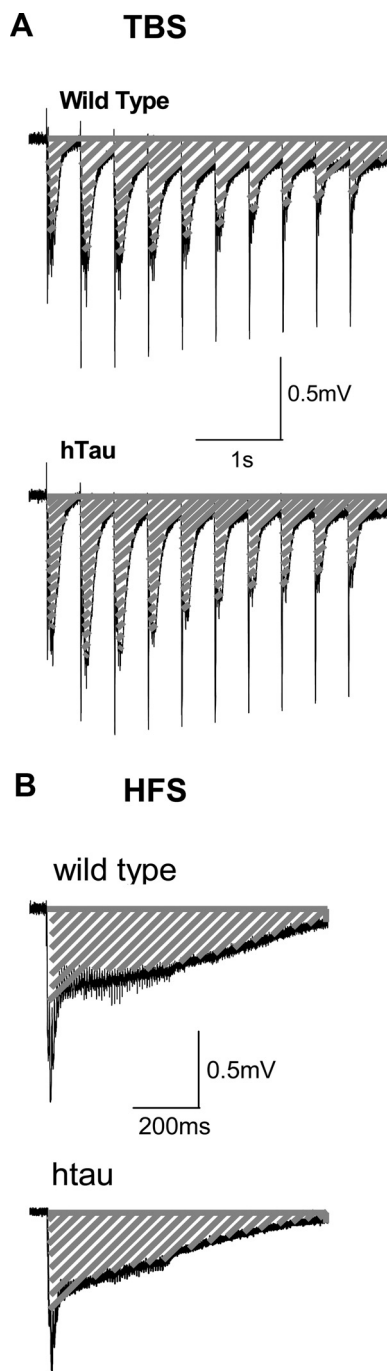 A TBS
Wild Type
0.5mV
1s
hTau
B HFS
wild type
0.5mV
200ms
htau